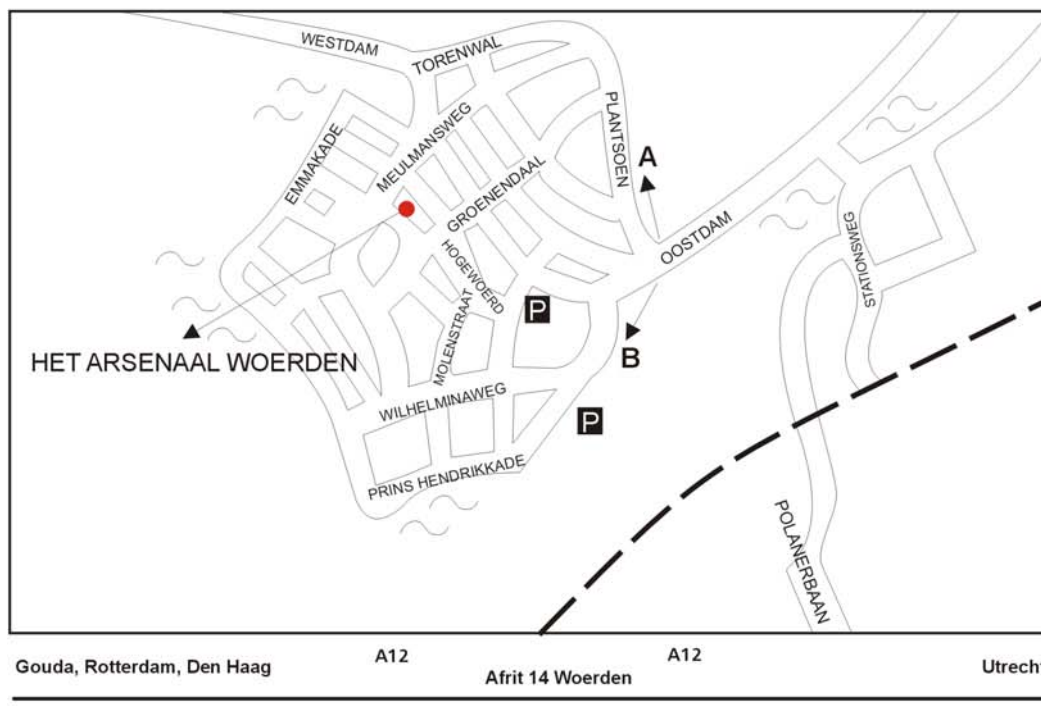 WESTDAM
TORENWAL
PLANTSOEN
EMMAKADE
MEULMANSWEG
A
GROENENDAAL
OOSTDAM
HOGEWOERD
STATIONSWEG
P
MOLENSTRAAT
B
HET ARSENAAL WOERDEN
WILHELMINAWEG
P
PRINS HENDRIKKADE
POLANERBAAN
A12
A12
Gouda, Rotterdam, Den Haag
Afrit 14 Woerden
Utrecht